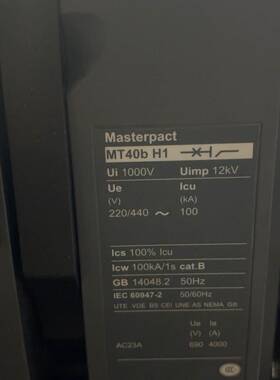 Masterpact
MT40b H1
Ui 1000V Uimp 12kV
Ue Icu
(V) (kA)
220/440 ~ 100
Ics 100% Icu
Icw 100kA/1s cat.B
GB 14048.2 50Hz
IEC 60947-2 50/60Hz
UTE VDE BS CEI UNE AS NEMA GB
Ue Ie
(V) (A)
AC23A 690 4000
CCC